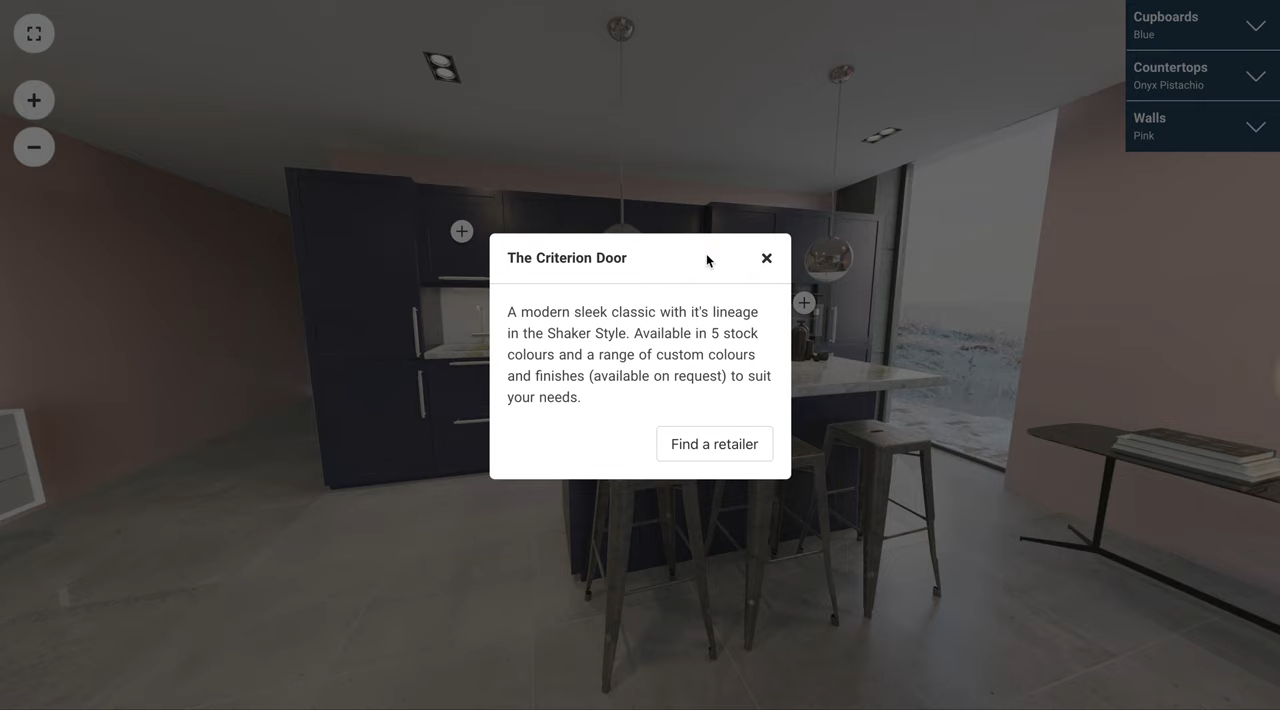 Cupboards
Blue
Countertops
Onyx Pistachio
Walls
Pink
The Criterion Door
A modern sleek classic with it's lineage
in the Shaker Style. Available in 5 stock
colours and a range of custom colours
and finishes (available on request) to suit
your needs.
Find a retailer